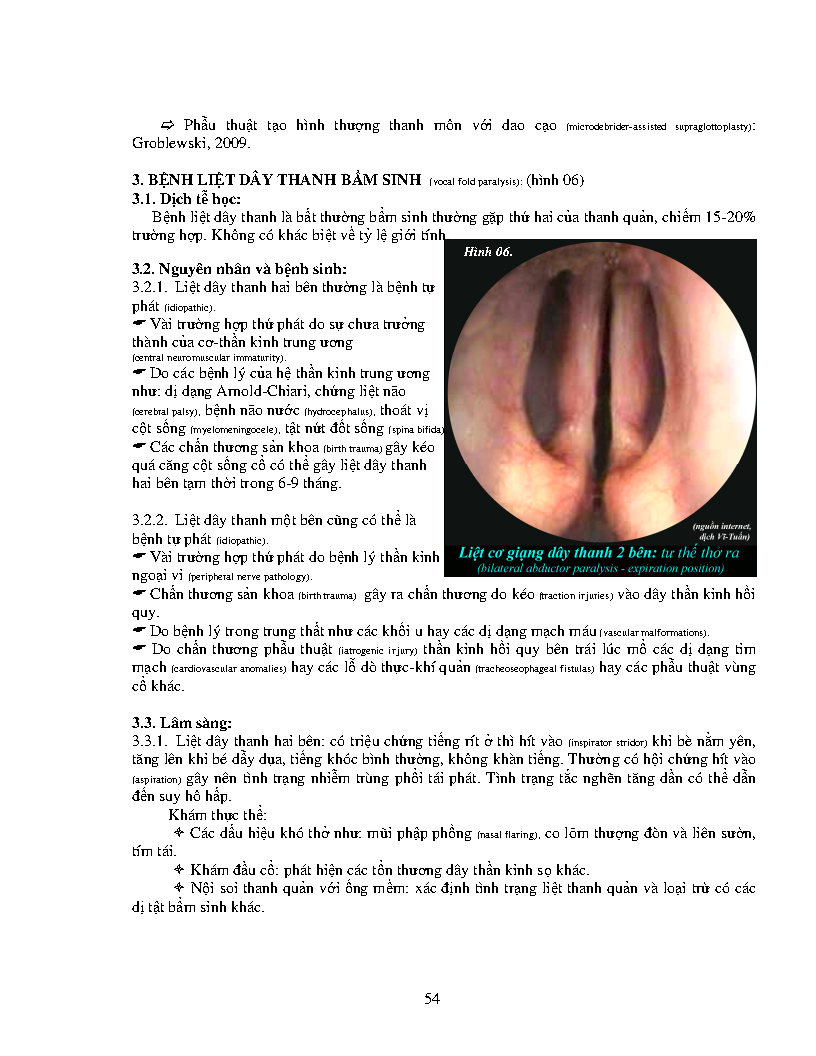 ➯ Phẫu thuật tạo hình thượng thanh môn với dao cạo (microdebrider-assisted supraglottoplasty):
Groblewski, 2009.
3. BỆNH LIỆT DÂY THANH BẨM SINH (vocal fold paralysis): (hình 06)
3.1. Dịch tễ học:
Bệnh liệt dây thanh là bất thường bẩm sinh thường gặp thứ hai của thanh quản, chiếm 15-20%
trường hợp. Không có khác biệt về tỷ lệ giới tính
3.2. Nguyên nhân và bệnh sinh:
3.2.1. Liệt dây thanh hai bên thường là bệnh tự
phát (idiopathic).
☛ Vài trường hợp thứ phát do sự chưa trưởng
thành của cơ-thần kinh trung ương
(central neuromuscular immaturity).
☛ Do các bệnh lý của hệ thần kinh trung ương
như: dị dạng Arnold-Chiari, chứng liệt não
(cerebral palsy), bệnh não nước (hydrocephalus), thoát vị
cột sống (myelomeningocele), tật nứt đốt sống (spina bifida)
☛ Các chấn thương sản khoa (birth trauma) gây kéo
quá căng cột sống cổ có thể gây liệt dây thanh
hai bên tạm thời trong 6-9 tháng.
3.2.2. Liệt dây thanh một bên cũng có thể là
bệnh tự phát (idiopathic).
☛ Vài trường hợp thứ phát do bệnh lý thần kinh
ngoại vi (peripheral nerve pathology).
Hình 06.
(nguồn internet,
dịch Vĩ-Tuấn)
Liệt cơ giạng dây thanh 2 bên: tư thế thở ra
(bilateral abductor paralysis - expiration position)
☛ Chấn thương sản khoa (birth trauma) gây ra chấn thương do kéo (traction injuries) vào dây thần kinh hồi
quy.
☛ Do bệnh lý trong trung thất như các khối u hay các dị dạng mạch máu (vascular malformations).
☛ Do chấn thương phẫu thuật (iatrogenic injury) thần kinh hồi quy bên trái lúc mổ các dị dạng tim
mạch (cardiovascular anomalies) hay các lỗ dò thực-khí quản (tracheoseophageal fistulas) hay các phẫu thuật vùng
cổ khác.
3.3. Lâm sàng:
3.3.1. Liệt dây thanh hai bên: có triệu chứng tiếng rít ở thì hít vào (inspirator stridor) khi bè nằm yên,
tăng lên khi bé dẫy dụa, tiếng khóc bình thường, không khàn tiếng. Thường có hội chứng hít vào
(aspiration) gây nên tình trạng nhiễm trùng phổi tái phát. Tình trạng tắc nghẽn tăng dần có thể dẫn
đến suy hô hấp.
Khám thực thể:
✧ Các dấu hiệu khó thở như: mũi phập phồng (nasal flaring), co lõm thượng đòn và liên sườn,
tím tái.
✧ Khám đầu cổ: phát hiện các tổn thương dây thần kinh sọ khác.
✧ Nội soi thanh quản với ống mềm: xác định tình trạng liệt thanh quản và loại trừ có các
dị tật bẩm sinh khác.
54